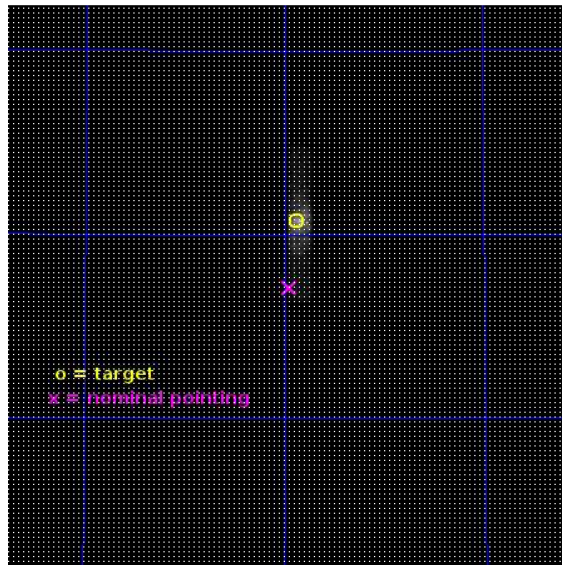 o = target
x = nominal pointing